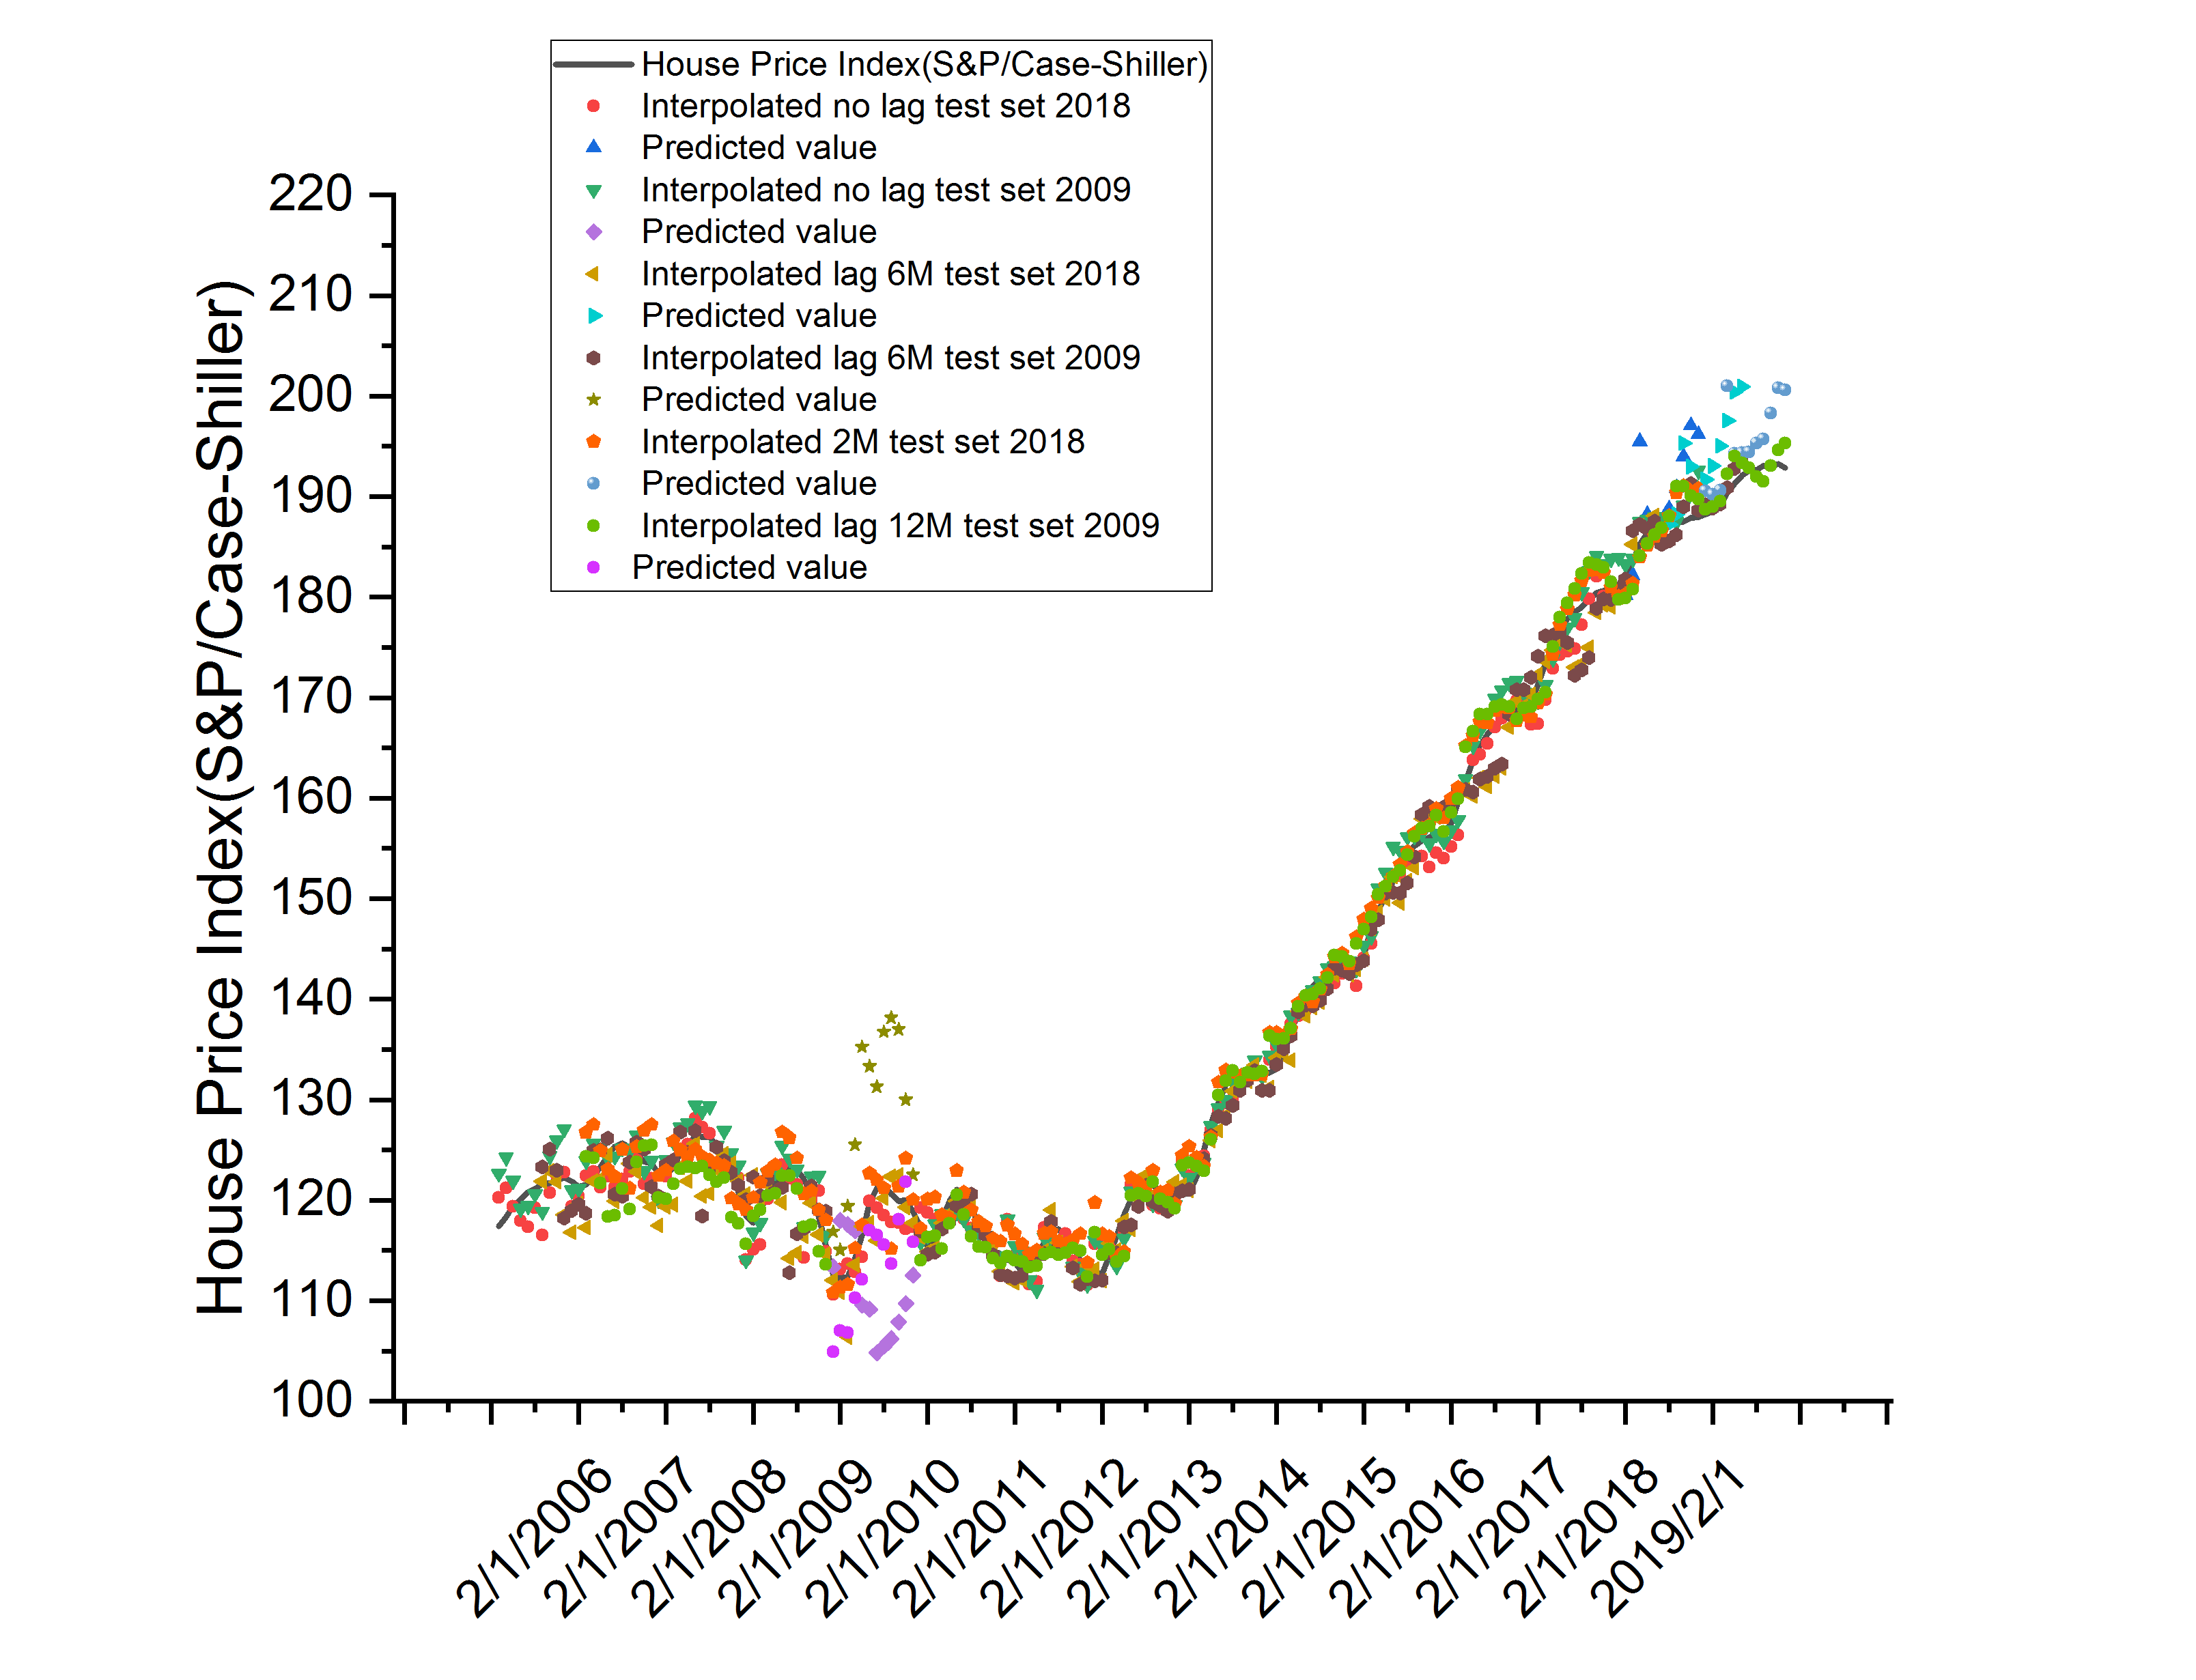 House Price Index(S&P/Case-Shiller)
Interpolated no lag test set 2018
Predicted value
Interpolated no lag test set 2009
Predicted value
Interpolated lag 6M test set 2018
Predicted value
Interpolated lag 6M test set 2009
Predicted value
Interpolated 2M test set 2018
Predicted value
Interpolated lag 12M test set 2009
Predicted value
House Price Index(S&P/Case-Shiller)
220
210
200
190
180
170
160
150
140
130
120
110
100
2/1/2006
2/1/2007
2/1/2008
2/1/2009
2/1/2010
2/1/2011
2/1/2012
2/1/2013
2/1/2014
2/1/2015
2/1/2016
2/1/2017
2/1/2018
2019/2/1